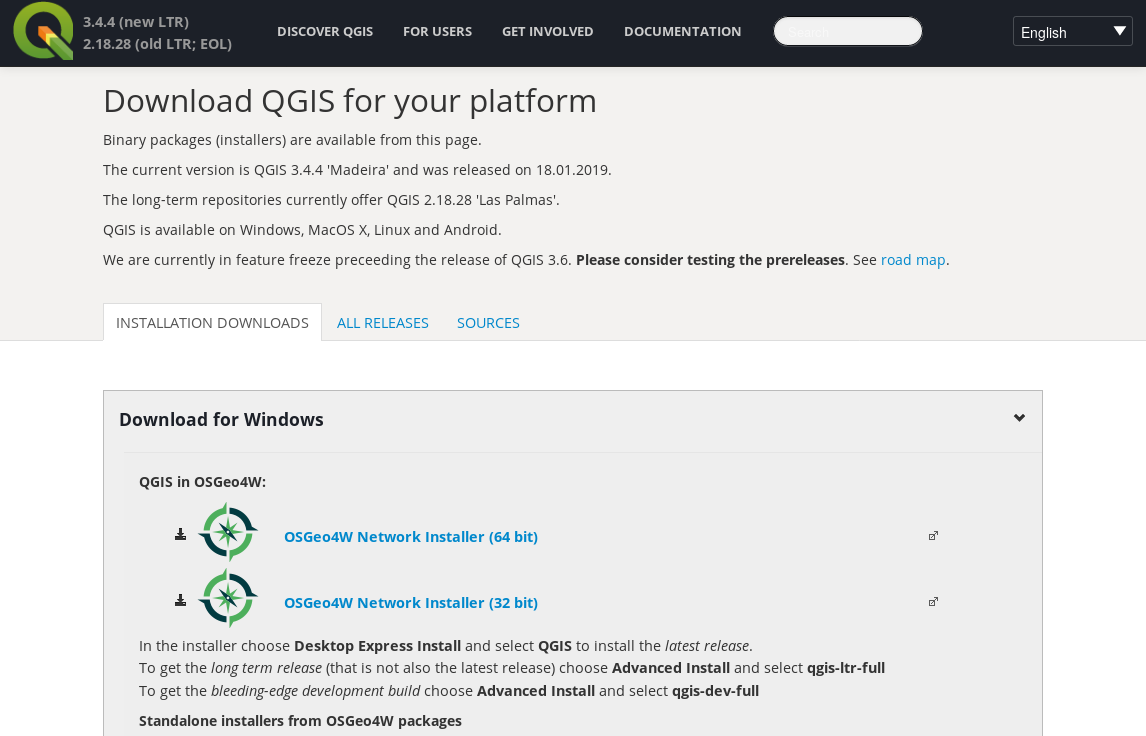 3.4.4 (new LTR)
2.18.28 (old LTR; EOL)
DISCOVER QGIS
FOR USERS
GET INVOLVED
DOCUMENTATION
Search
English
Download QGIS for your platform
Binary packages (installers) are available from this page.
The current version is QGIS 3.4.4 'Madeira' and was released on 18.01.2019.
The long-term repositories currently offer QGIS 2.18.28 'Las Palmas'.
QGIS is available on Windows, MacOS X, Linux and Android.
We are currently in feature freeze preceeding the release of QGIS 3.6. Please consider testing the prereleases. See road map.
INSTALLATION DOWNLOADS
ALL RELEASES
SOURCES
Download for Windows
QGIS in OSGeo4W:
OSGeo4W Network Installer (64 bit)
OSGeo4W Network Installer (32 bit)
In the installer choose Desktop Express Install and select QGIS to install the latest release.
To get the long term release (that is not also the latest release) choose Advanced Install and select qgis-ltr-full
To get the bleeding-edge development build choose Advanced Install and select qgis-dev-full
Standalone installers from OSGeo4W packages